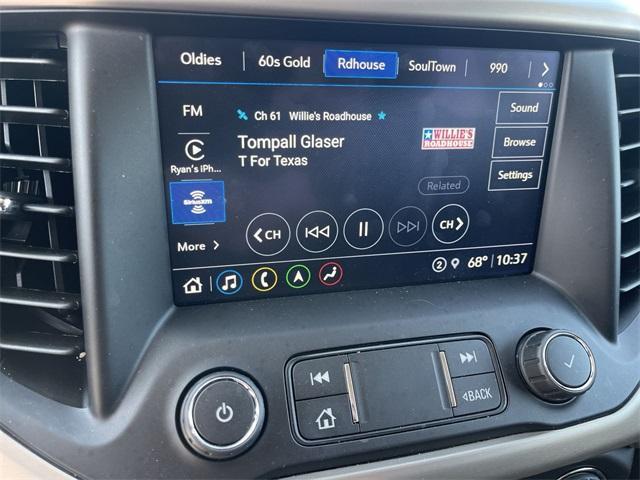 Oldies 60s Gold Rdhouse SoulTown 990
FM
Ch 61 Willie's Roadhouse
Sound
Tompall Glaser
WILLIE'S
ROADHOUSE
Browse
T For Texas
Ryan's iPh...
Related
Settings
SiriusXM
CH
CH
More
2 68° 10:37
BACK